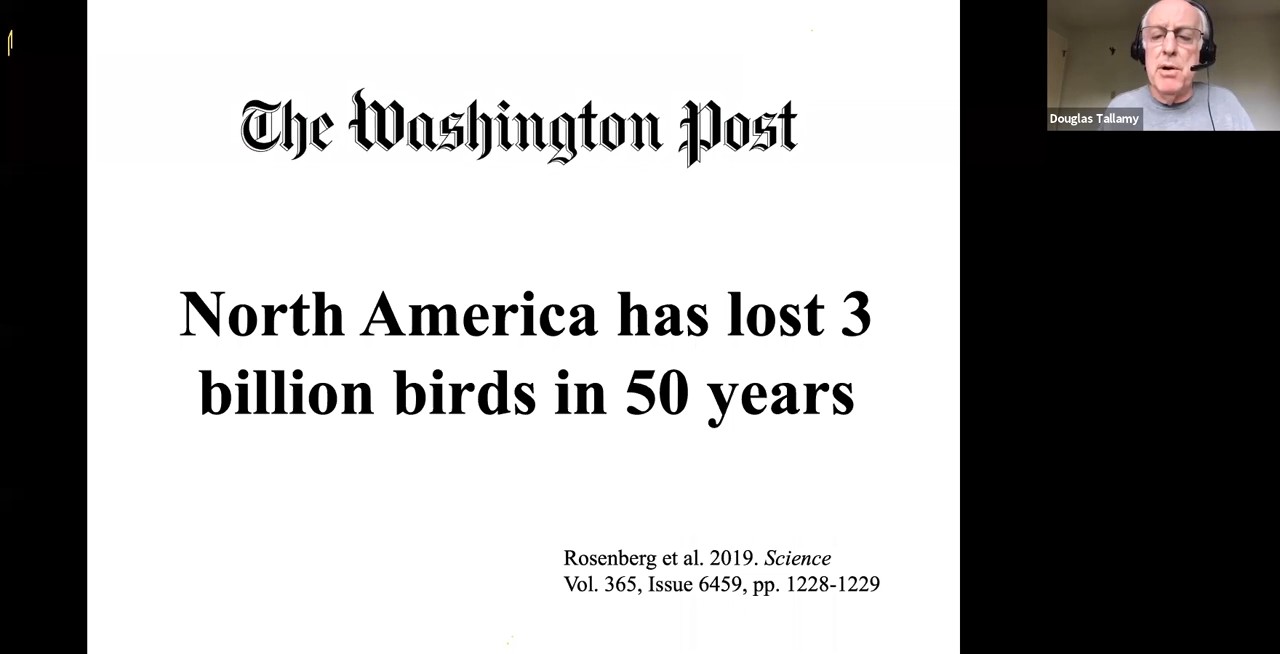 The Washington Post
North America has lost 3
billion birds in 50 years
Rosenberg et al. 2019. Science
Vol. 365, Issue 6459, pp. 1228-1229
Douglas Tallamy